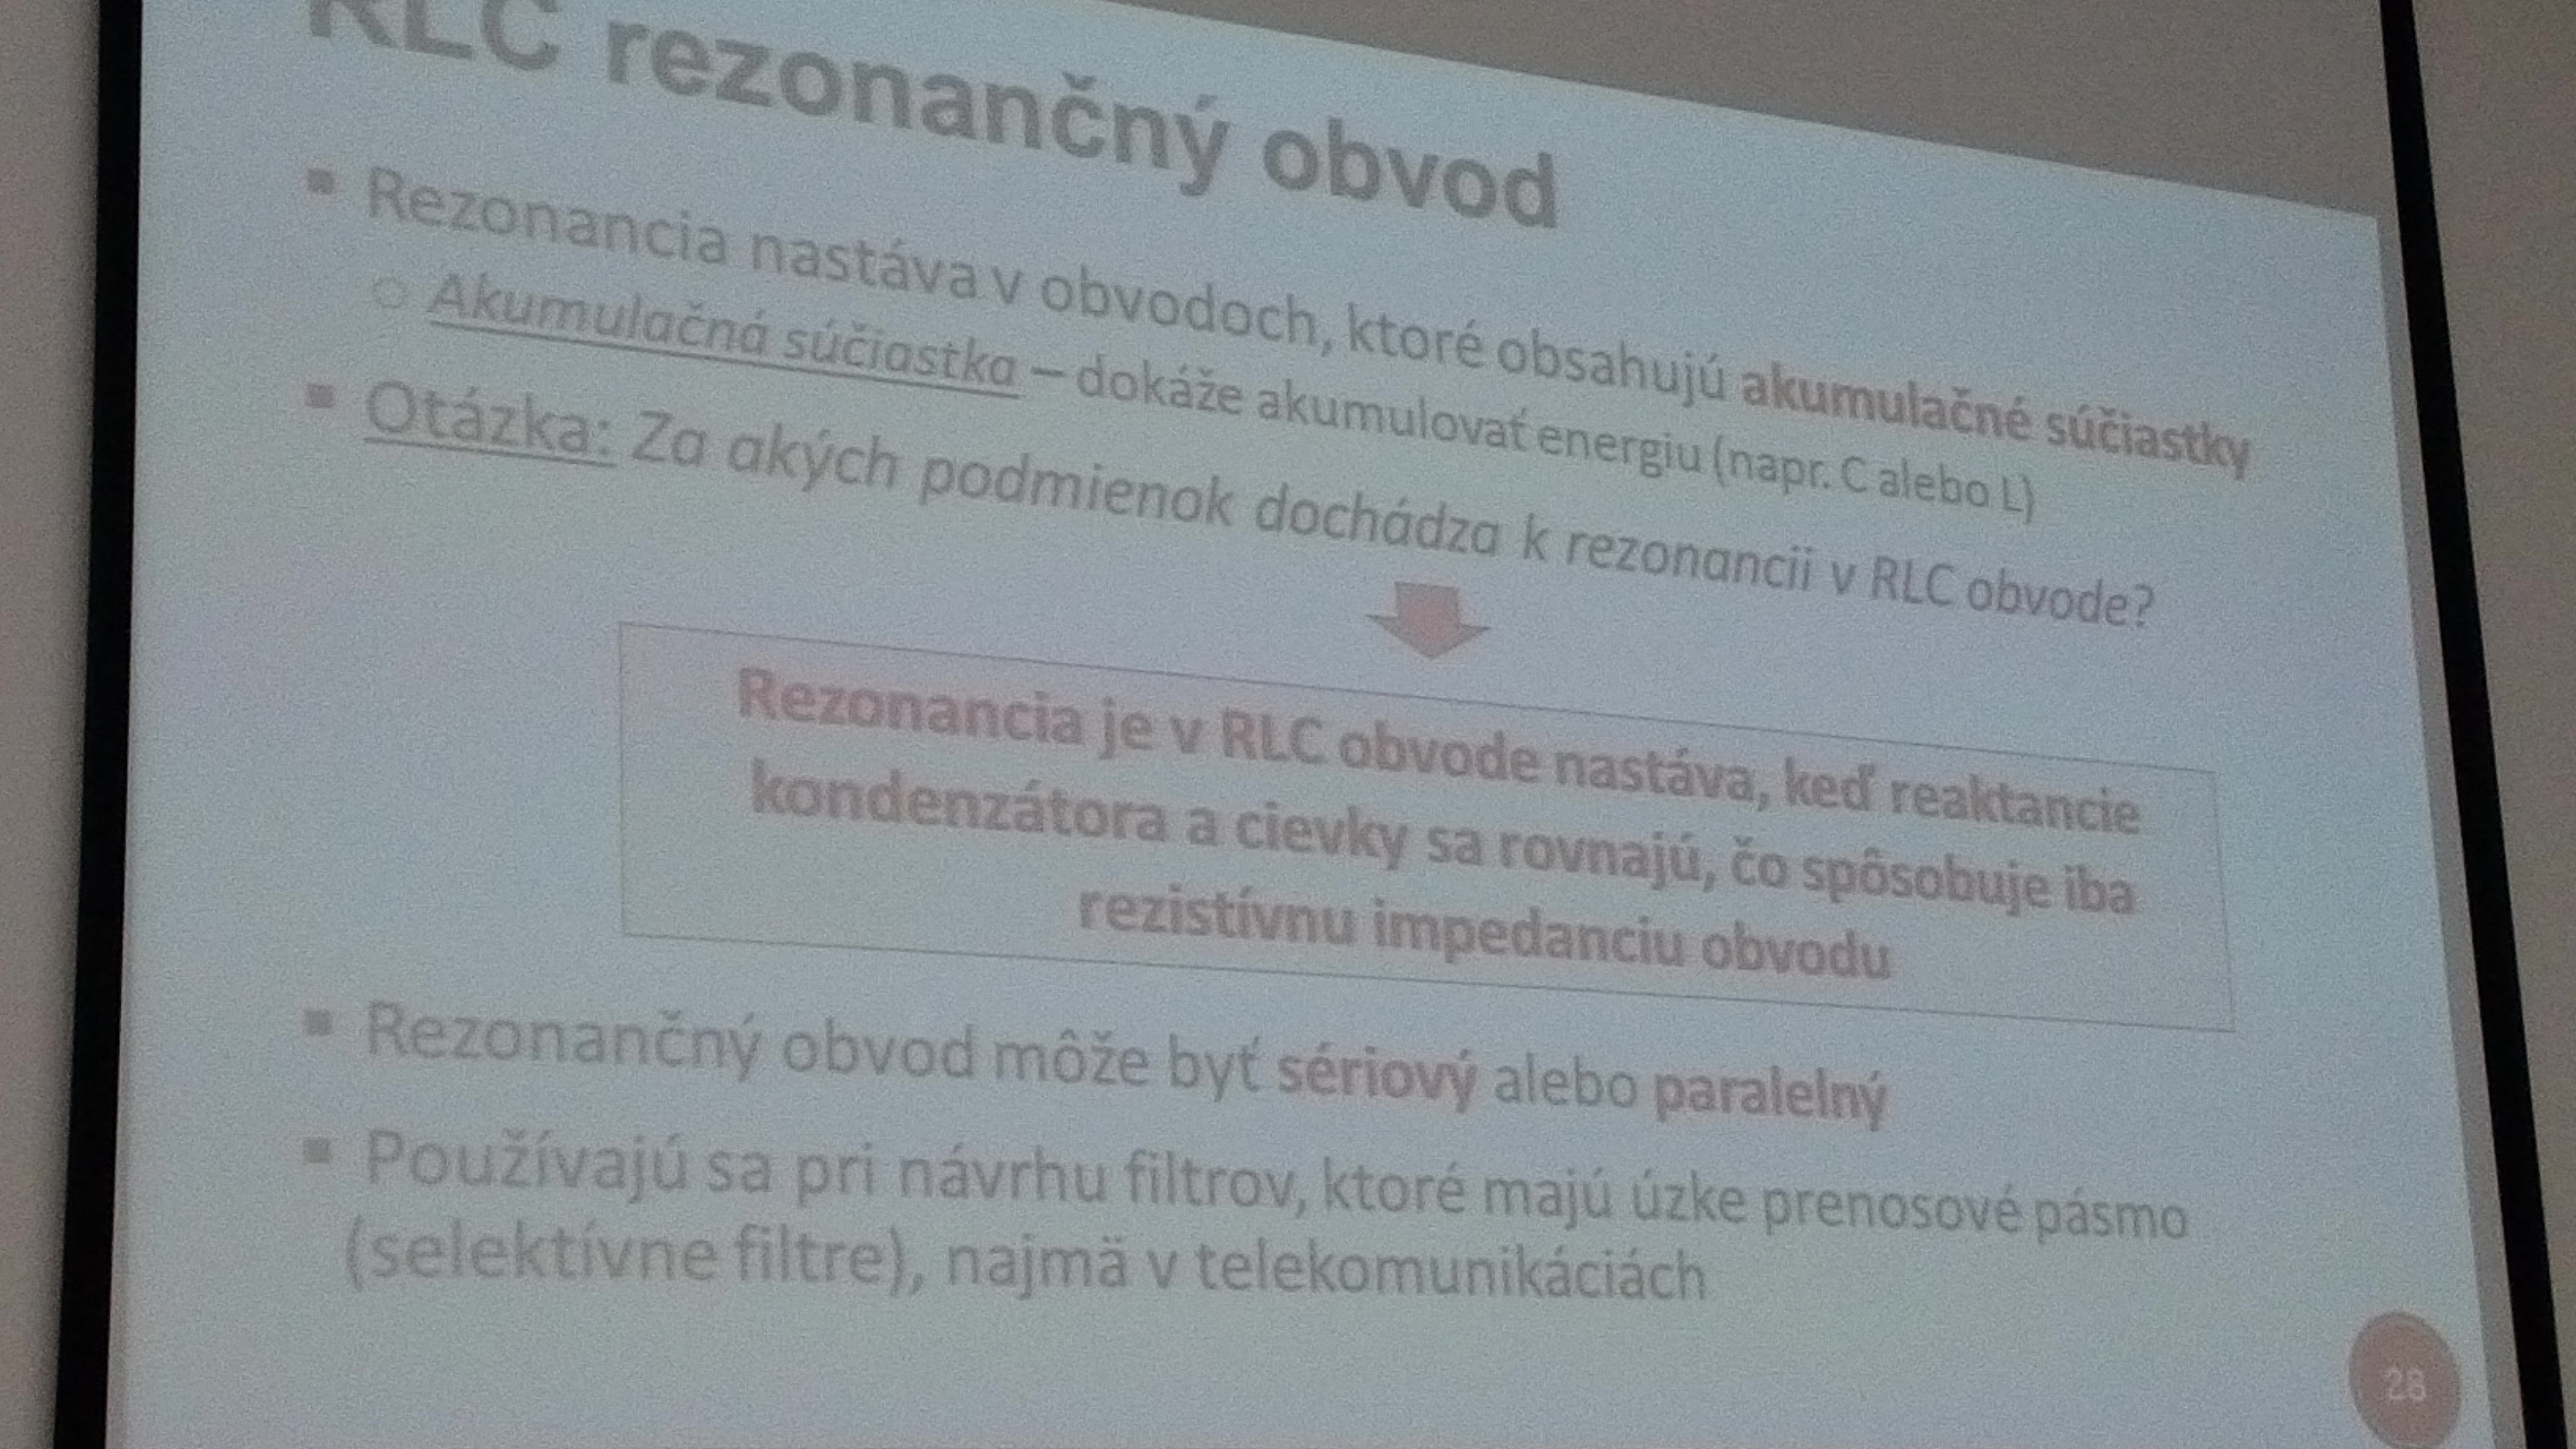 RLC rezonančný obvod
Rezonancia nastáva v obvodoch, ktoré obsahujú akumulačné súčiastky
Akumulačná súčiastka – dokáže akumulovať energiu (napr. C alebo L)
Otázka: Za akých podmienok dochádza k rezonancii v RLC obvode?
Rezonancia je v RLC obvode nastáva, keď reaktancie
kondenzátora a cievky sa rovnajú, čo spôsobuje iba
rezistívnu impedanciu obvodu
Rezonančný obvod môže byť sériový alebo paralelný
Používajú sa pri návrhu filtrov, ktoré majú úzke prenosové pásmo
(selektívne filtre), najmä v telekomunikáciách
28